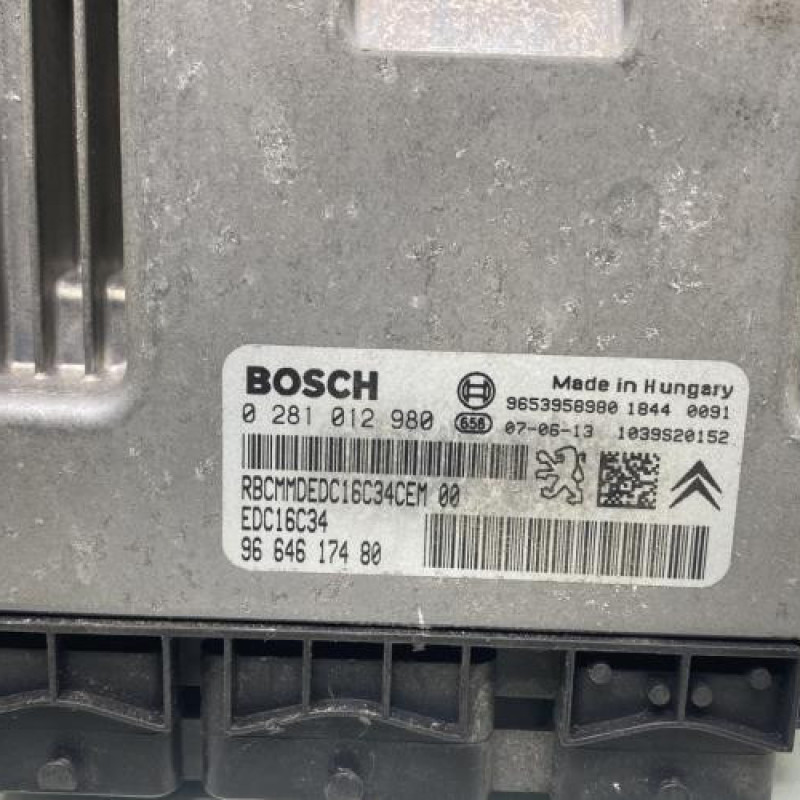 BOSCH
Made in Hungary
0 281 012 980
9653958980 1844 0091
656 07-06-13 1039S20152
RBCMMDEDC16C34CEM 00
EDC16C34
96 646 174 80